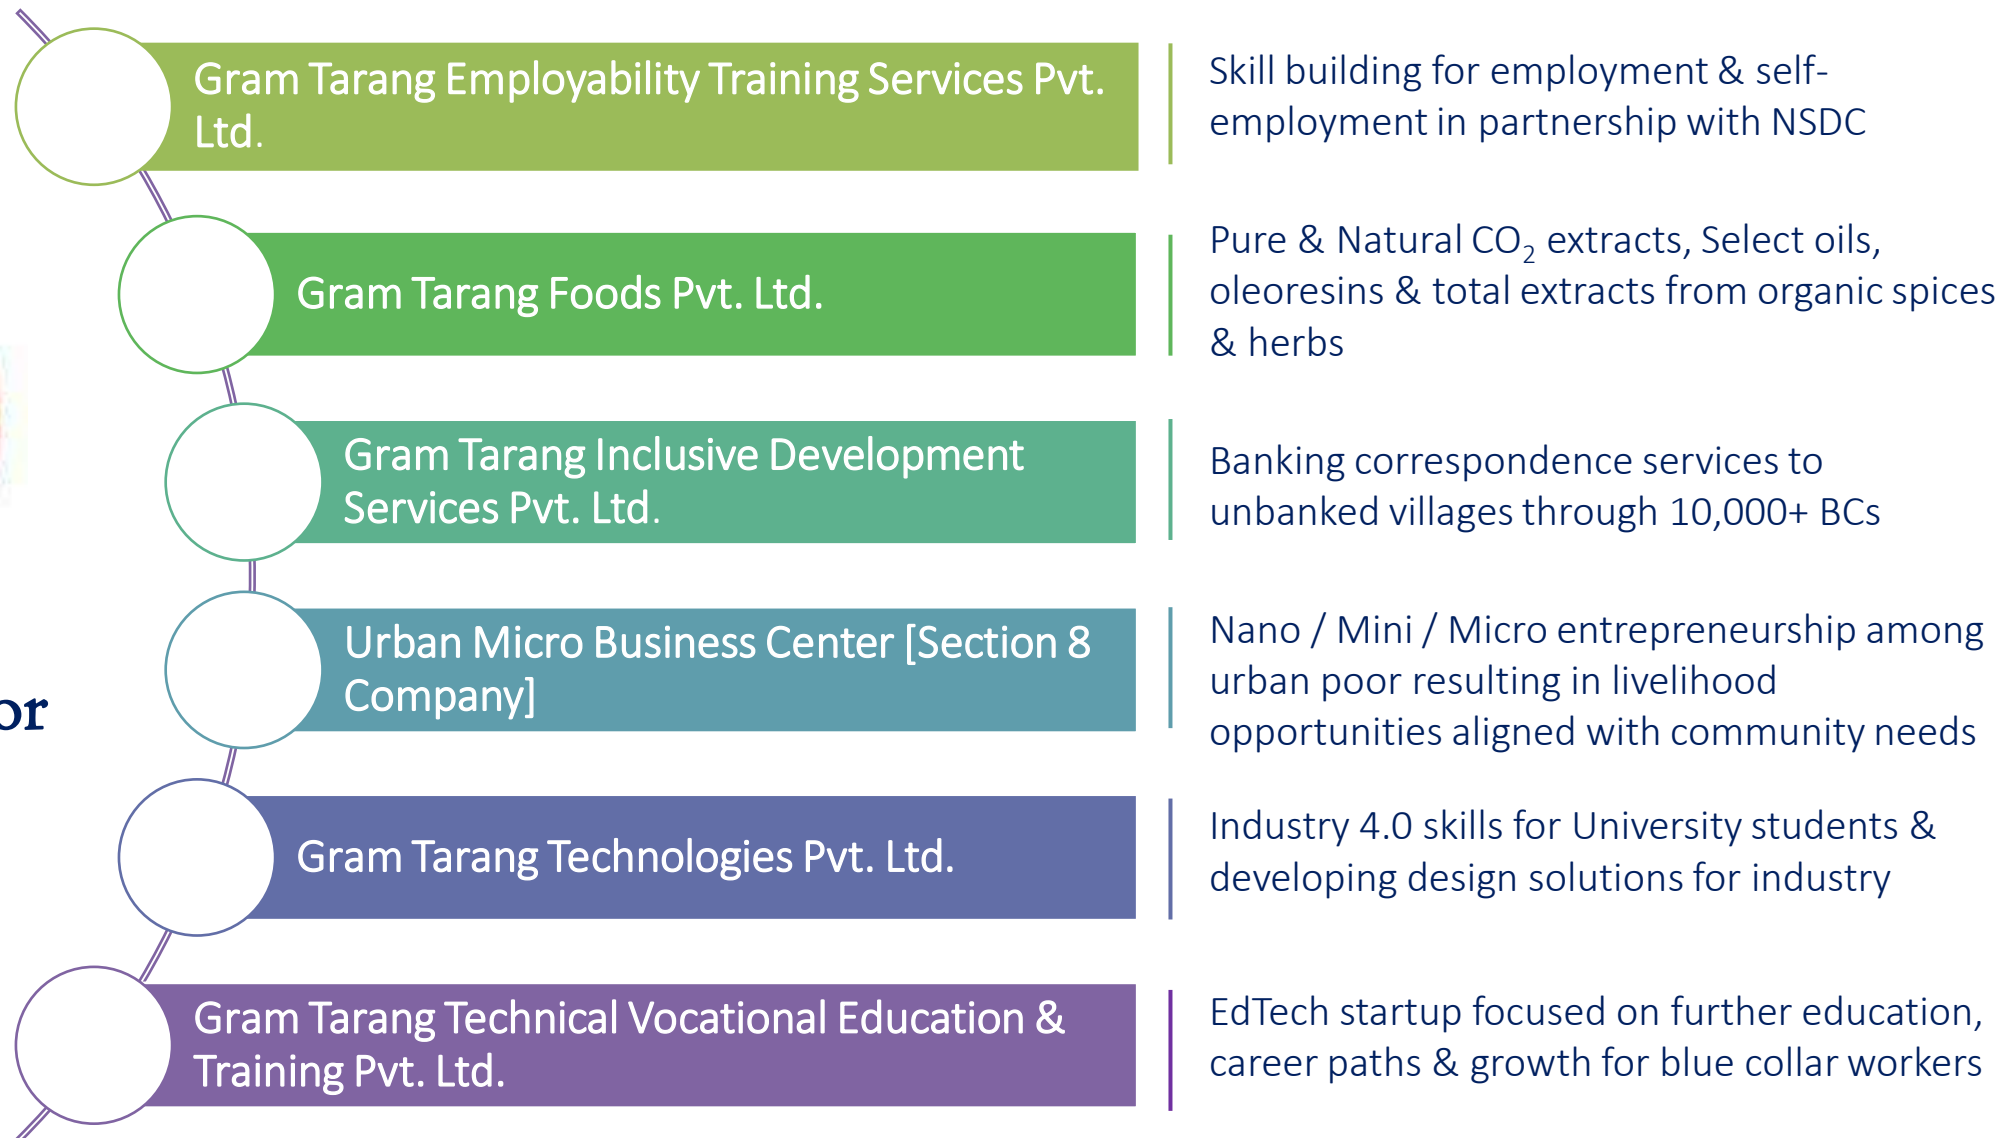 Gram Tarang Employability Training Services Pvt.
Ltd.
Skill building for employment & self-
employment in partnership with NSDC
Gram Tarang Foods Pvt. Ltd.
Pure & Natural CO₂ extracts, Select oils,
oleoresins & total extracts from organic spices
& herbs
Gram Tarang Inclusive Development
Services Pvt. Ltd.
Banking correspondence services to
unbanked villages through 10,000+ BCs
or
Urban Micro Business Center [Section 8
Company]
Nano / Mini / Micro entrepreneurship among
urban poor resulting in livelihood
opportunities aligned with community needs
Gram Tarang Technologies Pvt. Ltd.
Industry 4.0 skills for University students &
developing design solutions for industry
Gram Tarang Technical Vocational Education &
Training Pvt. Ltd.
EdTech startup focused on further education,
career paths & growth for blue collar workers